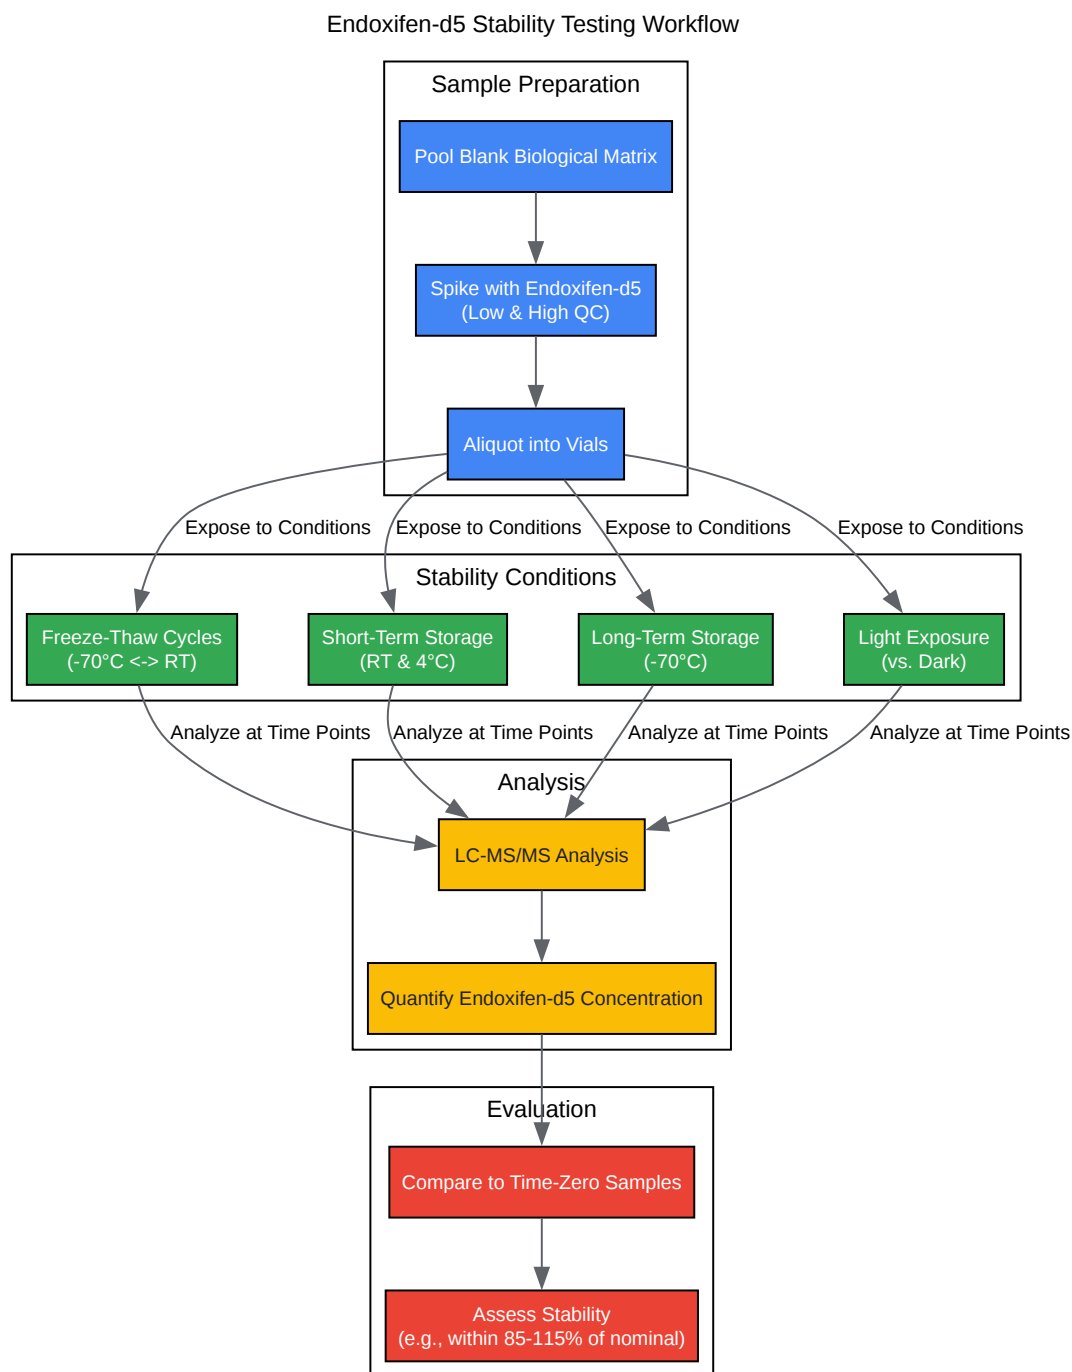 Endoxifen-d5 Stability Testing Workflow
Sample Preparation
Pool Blank Biological Matrix
Spike with Endoxifen-d5
(Low & High QC)
Aliquot into Vials
Expose to Conditions
Expose to Conditions
Expose to Conditions
Expose to Conditions
Stability Conditions
Freeze-Thaw Cycles
(-70°C <-> RT)
Short-Term Storage
(RT & 4°C)
Long-Term Storage
(-70°C)
Light Exposure
(vs. Dark)
Analyze at Time Points
Analyze at Time Points
Analyze at Time Points
Analyze at Time Points
Analysis
LC-MS/MS Analysis
Quantify Endoxifen-d5 Concentration
Evaluation
Compare to Time-Zero Samples
Assess Stability
(e.g., within 85-115% of nominal)